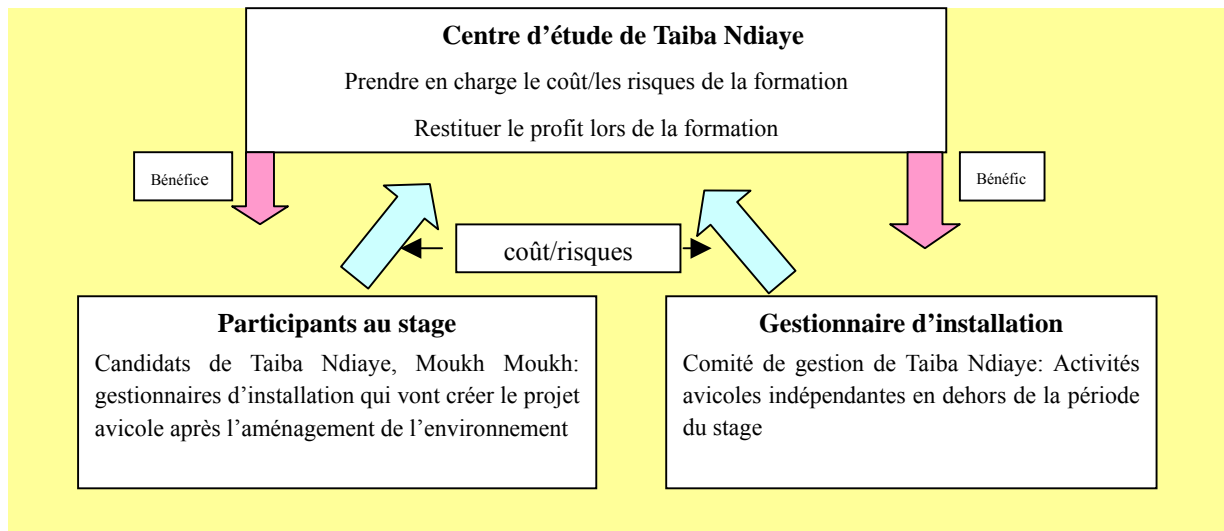 Centre d'étude de Taiba Ndiaye
Prendre en charge le coût/les risques de la formation
Restituer le profit lors de la formation
Bénéfice
Bénéfic
coût/risques
Participants au stage
Candidats de Taiba Ndiaye, Moukh Moukh:
gestionnaires d'installation qui vont créer le projet
avicole après l'aménagement de l'environnement
Gestionnaire d'installation
Comité de gestion de Taiba Ndiaye: Activités
avicoles indépendantes en dehors de la période
du stage